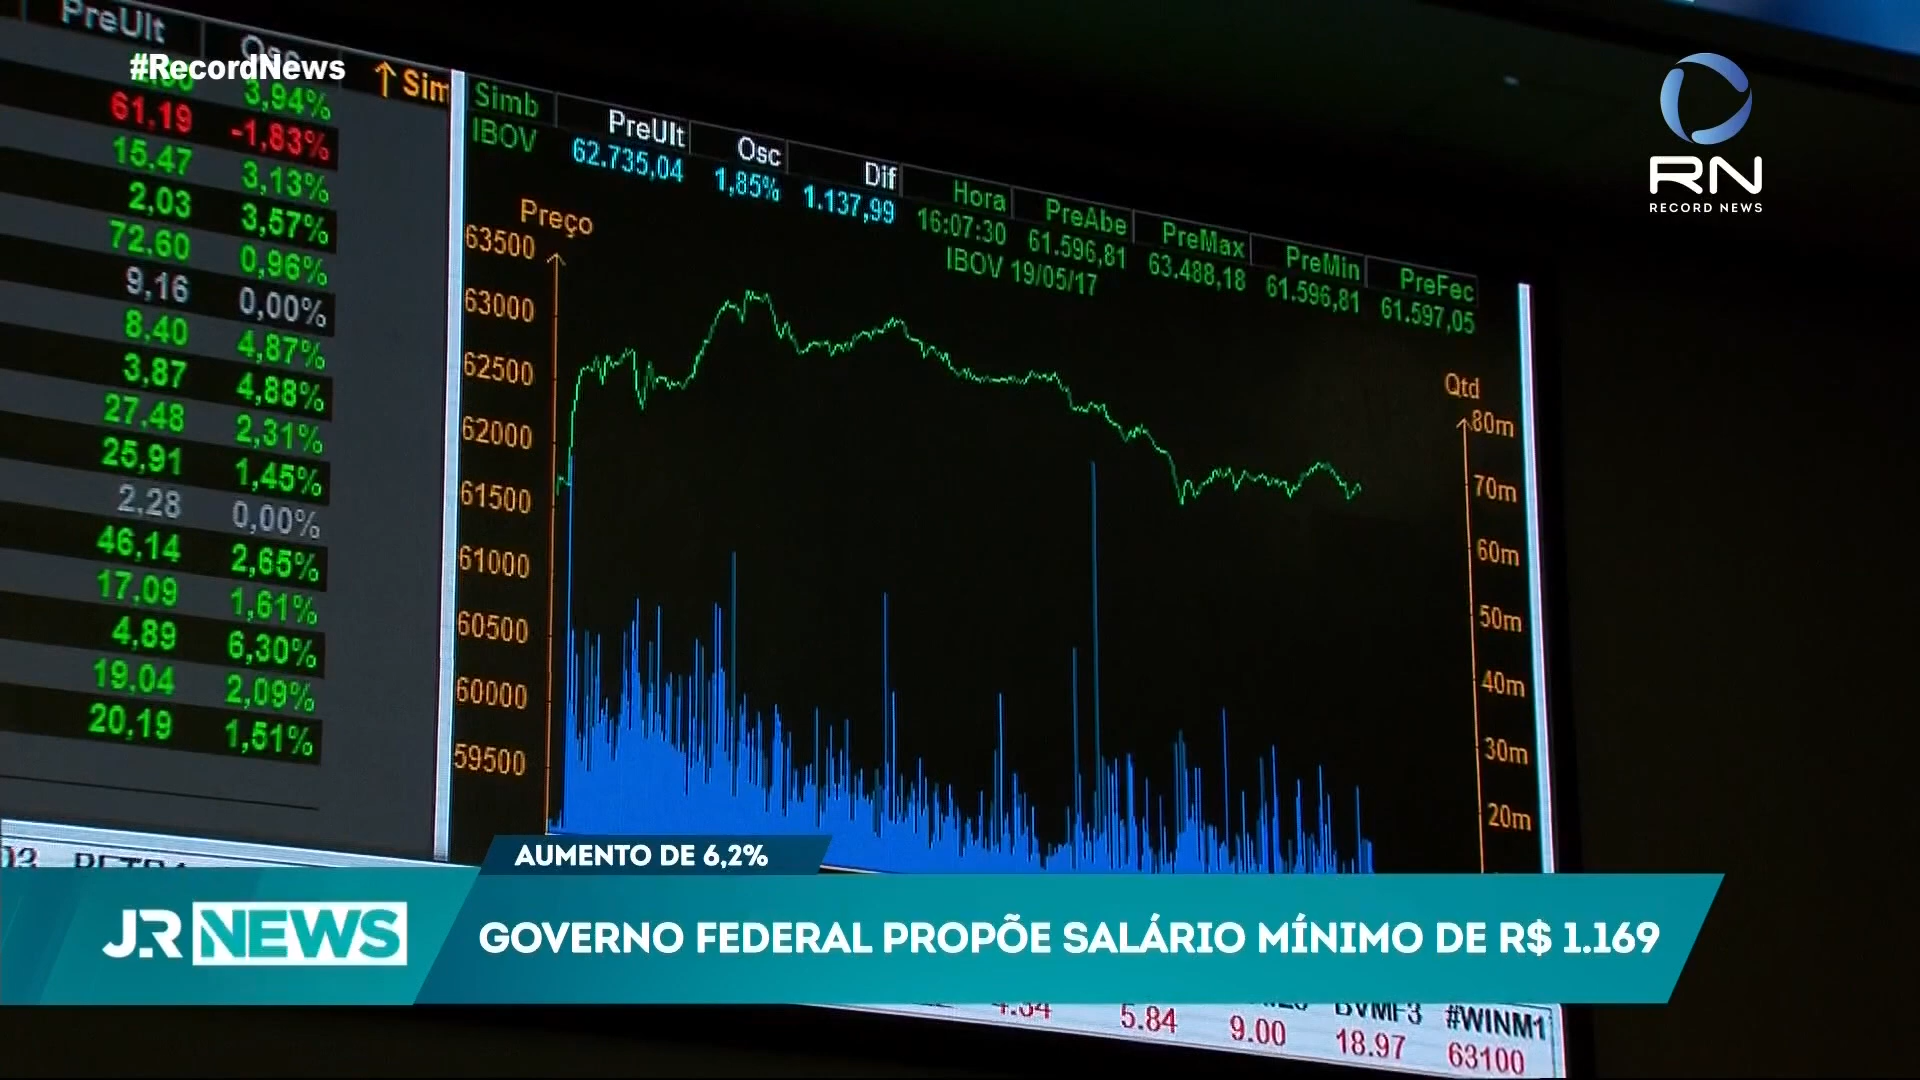 #RecordNews
RN
RECORD NEWS
PreUlt
3,94%
61,19 -1,83%
15,47 3,13%
2,03 3,57%
72,60 0,96%
9,16 0,00%
8,40 4,87%
3,87 4,88%
27,48 2,31%
25,91 1,45%
2,28 0,00%
46,14 2,65%
17,09 1,61%
4,89 6,30%
19,04 2,09%
20,19 1,51%
Simb PreUlt Osc Dif Hora PreAbe PreMax PreMin PreFec
IBOV 62.735,04 1,85% 1.137,99 16:07:30 61.596,81 63.488,18 61.596,81 61.597,05
IBOV 19/05/17
Preço
63500
63000
62500
62000
61500
61000
60500
60000
59500
Qtd
80m
70m
60m
50m
40m
30m
20m
AUMENTO DE 6,2%
JR NEWS
GOVERNO FEDERAL PROPÕE SALÁRIO MÍNIMO DE R$ 1.169
BVMF3 #WINM1
5.84 9.00 18.97 63100